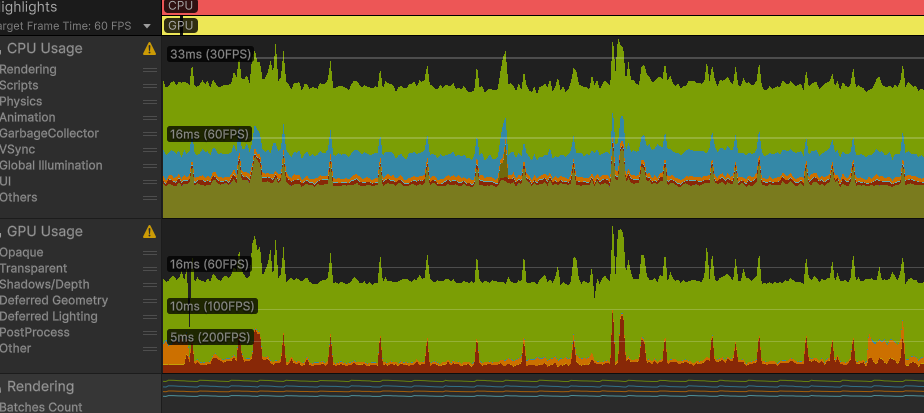 ighlights
CPU
arget Frame Time: 60 FPS
GPU
CPU Usage
33ms (30FPS)
Rendering
Scripts
Physics
Animation
16ms (60FPS)
GarbageCollector
VSync
Global Illumination
UI
Others
GPU Usage
Opaque
16ms (60FPS)
Transparent
Shadows/Depth
Deferred Geometry
10ms (100FPS)
Deferred Lighting
PostProcess
5ms (200FPS)
Other
Rendering
Batches Count